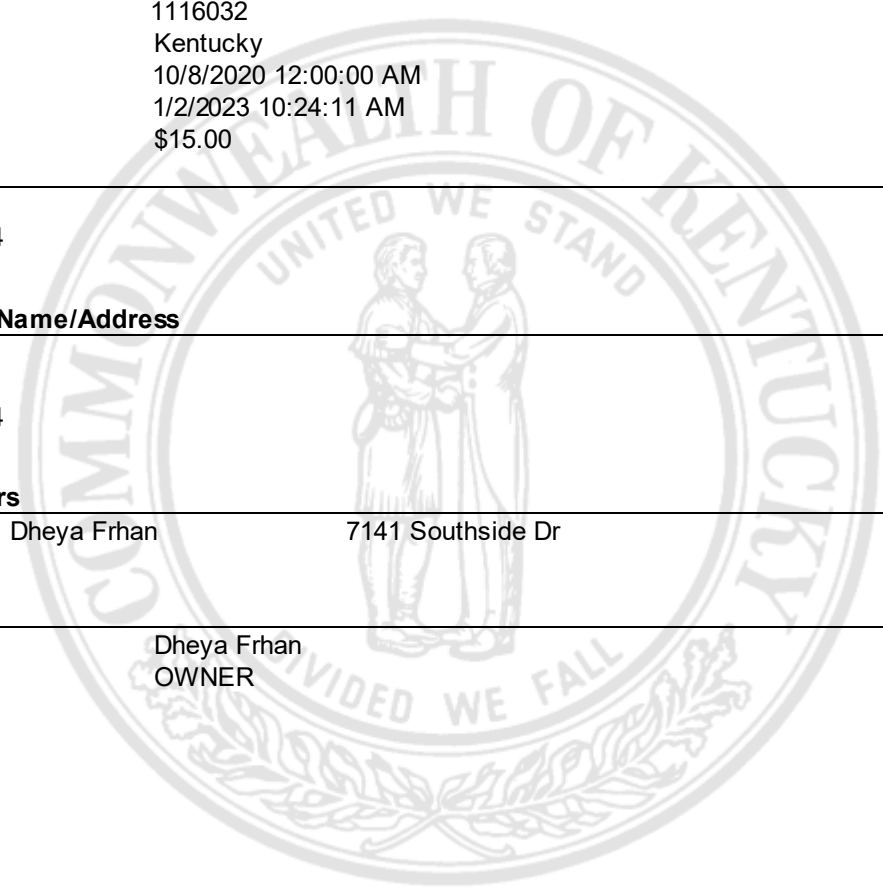 1116032
Kentucky
10/8/2020 12:00:00 AM
1/2/2023 10:24:11 AM
$15.00
4
Name/Address
4
rs
Dheya Frhan 7141 Southside Dr
Dheya Frhan
OWNER
COMMONWEALTH OF KENTUCKY
UNITED WE STAND
DIVIDED WE FALL